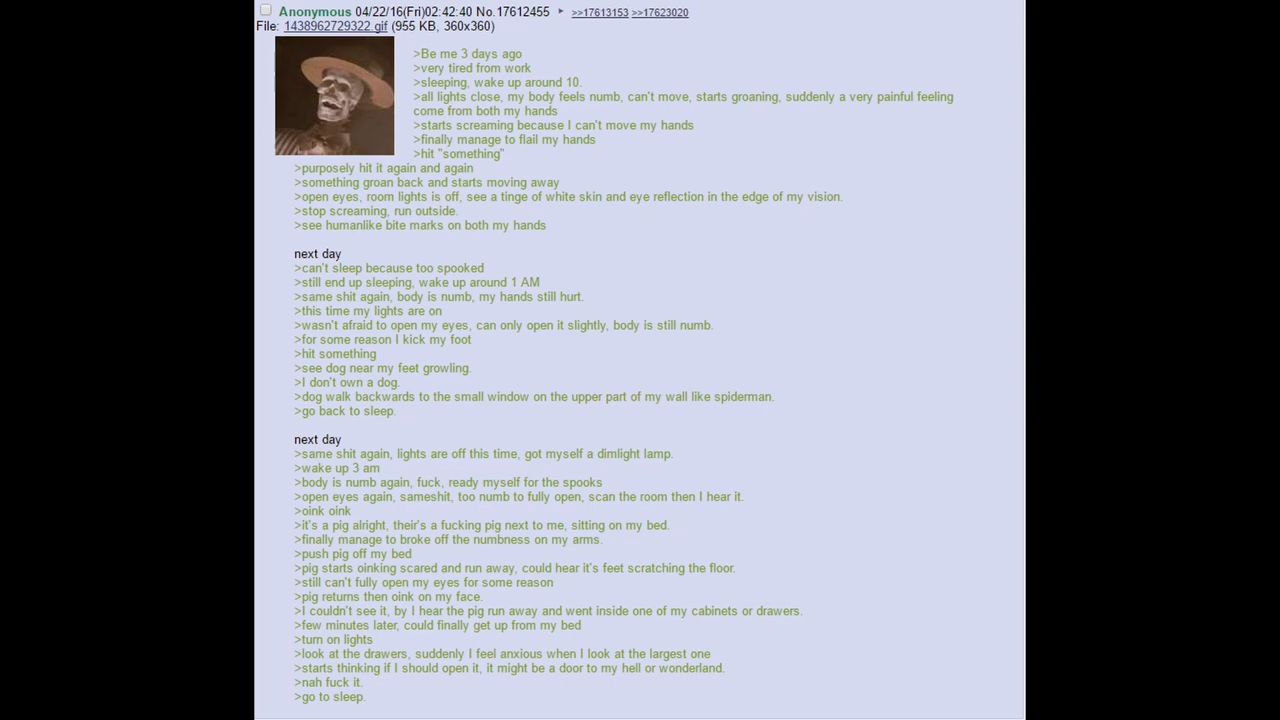 Anonymous 04/22/16(Fri)02:42:40 No.17612455 ▶ >>17613153 >>17623020
File: 1438962729322.gif (955 KB, 360x360)
>Be me 3 days ago
>very tired from work
>sleeping, wake up around 10.
>all lights close, my body feels numb, can't move, starts groaning, suddenly a very painful feeling
come from both my hands
>starts screaming because I can't move my hands
>finally manage to flail my hands
>hit "something"
>purposely hit it again and again
>something groan back and starts moving away
>open eyes, room lights is off, see a tinge of white skin and eye reflection in the edge of my vision.
>stop screaming, run outside.
>see humanlike bite marks on both my hands
next day
>can't sleep because too spooked
>still end up sleeping, wake up around 1 AM
>same shit again, body is numb, my hands still hurt.
>this time my lights are on
>wasn't afraid to open my eyes, can only open it slightly, body is still numb.
>for some reason I kick my foot
>hit something
>see dog near my feet growling.
>I don't own a dog.
>dog walk backwards to the small window on the upper part of my wall like spiderman.
>go back to sleep.
next day
>same shit again, lights are off this time, got myself a dimlight lamp.
>wake up 3 am
>body is numb again, fuck, ready myself for the spooks
>open eyes again, sameshit, too numb to fully open, scan the room then I hear it.
>oink oink
>it's a pig alright, their's a fucking pig next to me, sitting on my bed.
>finally manage to broke off the numbness on my arms.
>push pig off my bed
>pig starts oinking scared and run away, could hear it's feet scratching the floor.
>still can't fully open my eyes for some reason
>pig returns then oink on my face.
>I couldn't see it, by I hear the pig run away and went inside one of my cabinets or drawers.
>few minutes later, could finally get up from my bed
>turn on lights
>look at the drawers, suddenly I feel anxious when I look at the largest one
>starts thinking if I should open it, it might be a door to my hell or wonderland.
>nah fuck it.
>go to sleep.